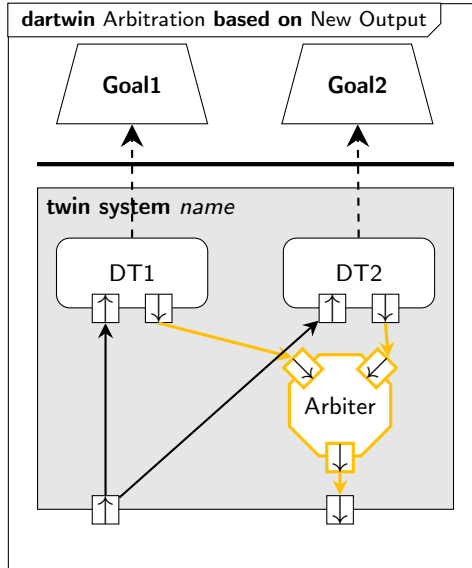 dartwin Arbitration based on New Output
Goal1
Goal2
twin system name
DT1
DT2
Arbiter